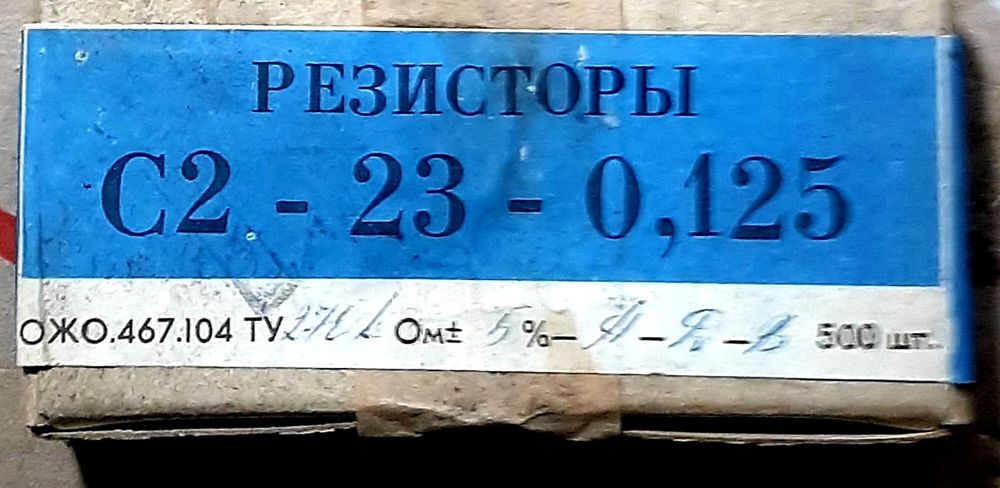 РЕЗИСТОРЫ
С2 - 23 - 0,125
ОЖО.467.104 ТУ Ом± 5 %– – – В 500 шт.